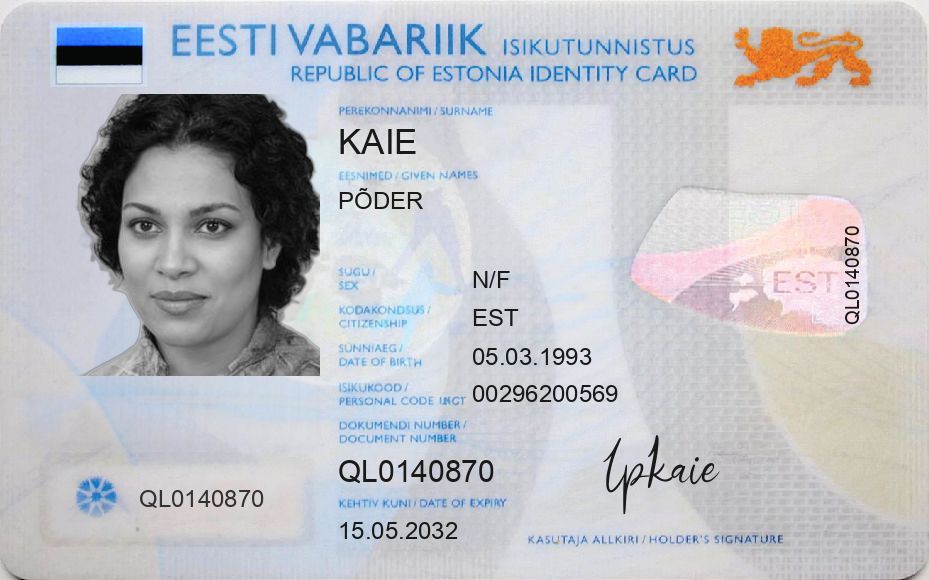 EESTI VABARIIK ISIKUTUNNISTUS
REPUBLIC OF ESTONIA IDENTITY CARD
PEREKONNANIMI / SURNAME
KAIE
EESNIMED / GIVEN NAMES
PÕDER
SUGU /
SEX
N/F
KODAKONDSUS /
CITIZENSHIP
EST
SÜNNIAEG /
DATE OF BIRTH
05.03.1993
ISIKUKOOD /
PERSONAL CODE
00296200569
DOKUMENDI NUMBER /
DOCUMENT NUMBER
QL0140870
KEHTIV KUNI / DATE OF EXPIRY
15.05.2032
QL0140870
EST
QL0140870
lpkaie
KASUTAJA ALLKIRI / HOLDER'S SIGNATURE